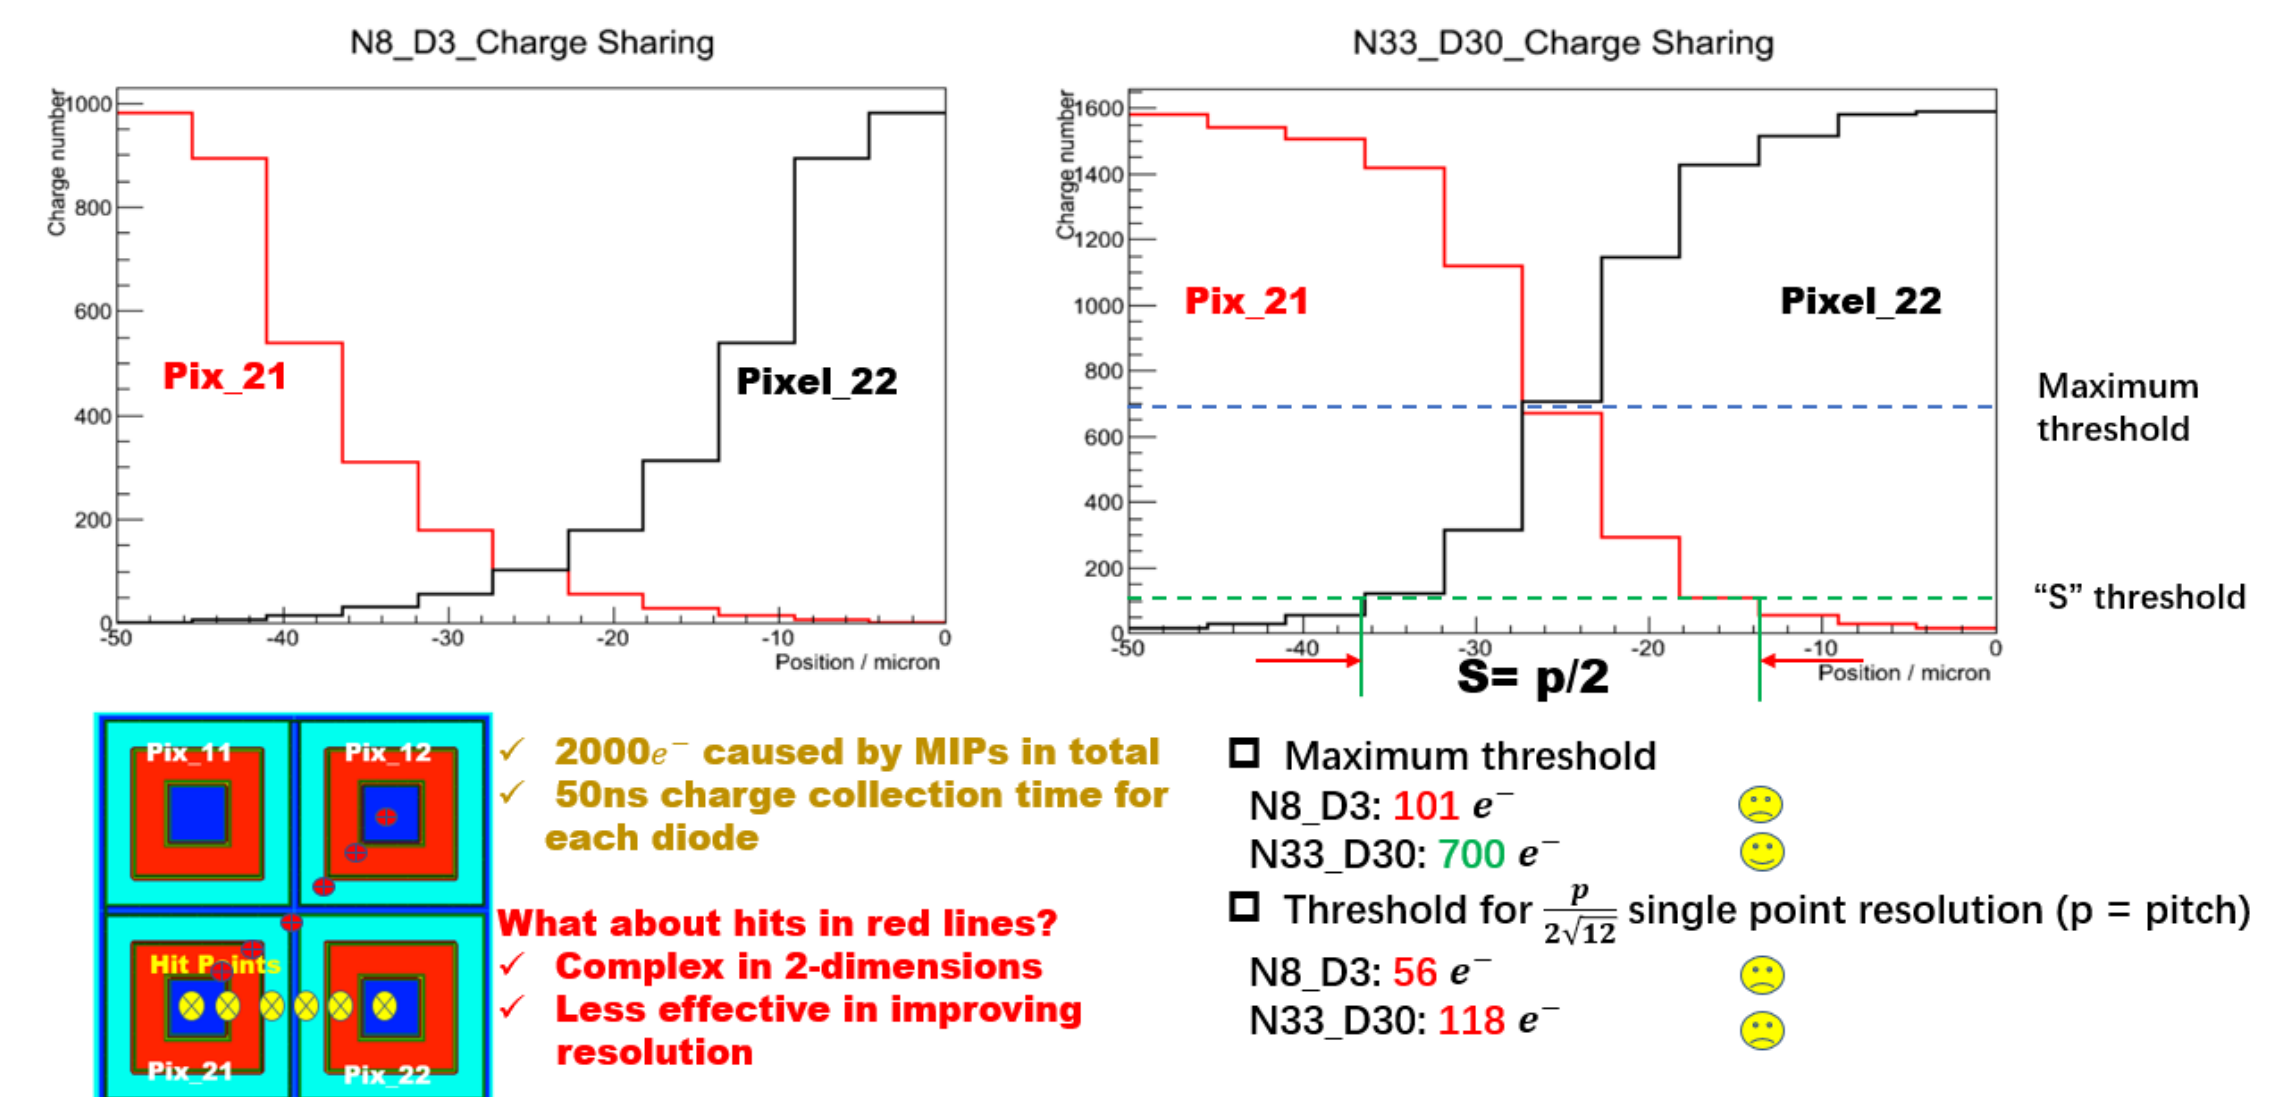 N8_D3_Charge Sharing
Charge number
1000
800
600
400
200
0
-50
-40
-30
-20
-10
0
Position / micron
Pix_21
Pixel_22
N33_D30_Charge Sharing
Charge number
1600
1400
1200
1000
800
600
400
200
0
-50
-40
-30
-20
-10
0
Position / micron
Pix_21
Pixel_22
Maximum
threshold
“S” threshold
S= p/2
Pix_11
Pix_12
Hit Points
Pix_21
Pix_22
✓ 2000e⁻ caused by MIPs in total
✓ 50ns charge collection time for
each diode
What about hits in red lines?
✓ Complex in 2-dimensions
✓ Less effective in improving
resolution
Maximum threshold
N8_D3: 101 e⁻
N33_D30: 700 e⁻
Threshold for p/(2√12) single point resolution (p = pitch)
N8_D3: 56 e⁻
N33_D30: 118 e⁻